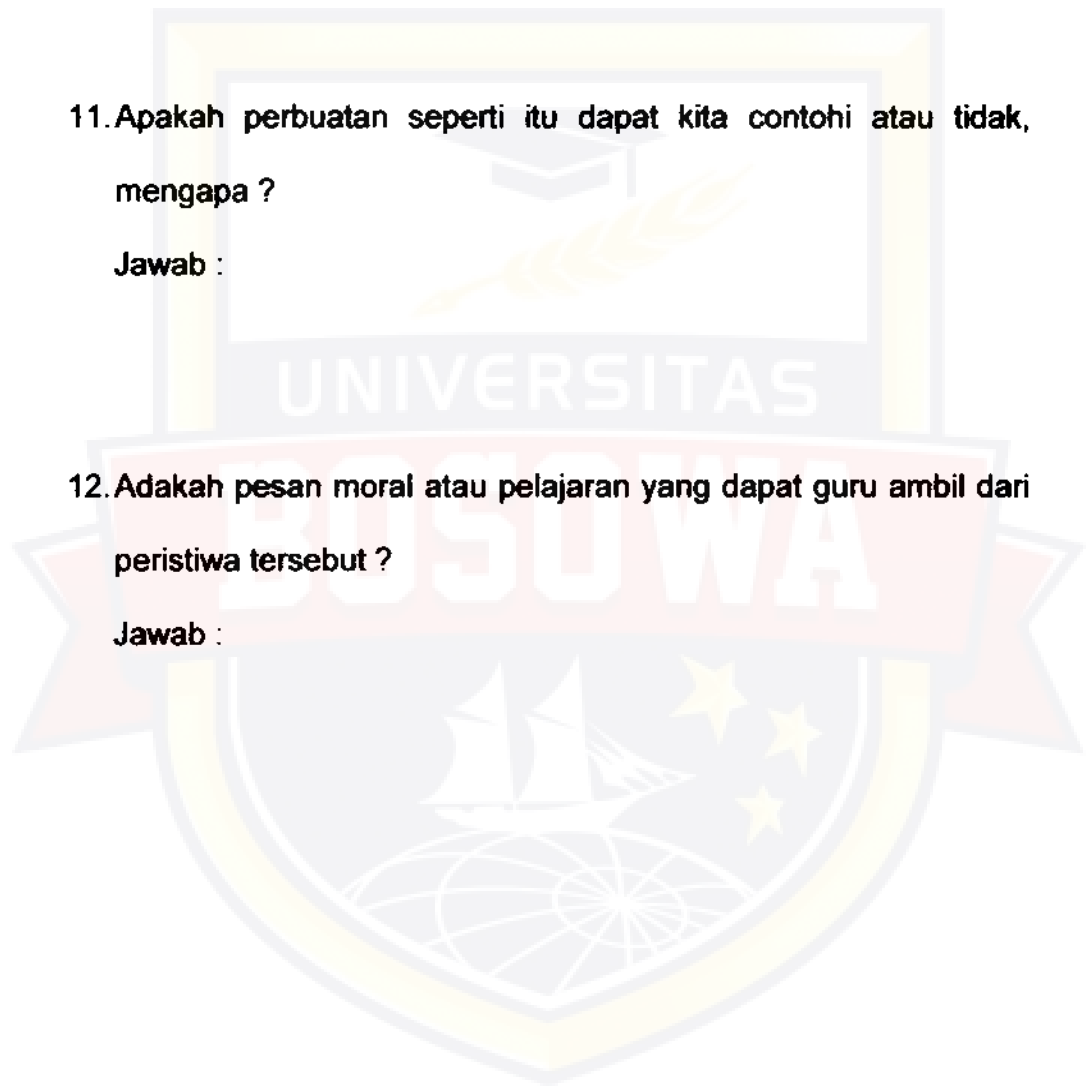 11. Apakah perbuatan seperti itu dapat kita contohi atau tidak,
mengapa ?
Jawab :
UNIVERSITAS
12. Adakah pesan moral atau pelajaran yang dapat guru ambil dari
BOSOWA
peristiwa tersebut ?
Jawab :